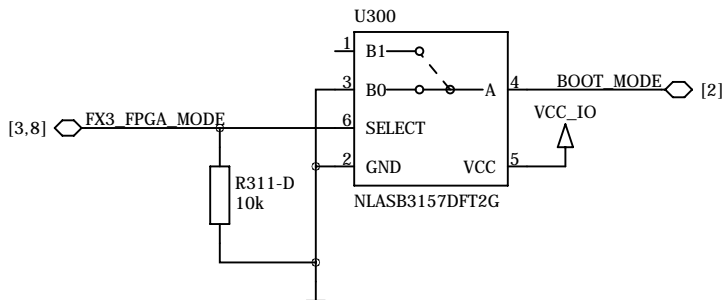 U300
1 B1
3 B0 A 4 BOOT_MODE [2]
VCC_IO
[3,8] FX3_FPGA_MODE 6 SELECT
2 GND VCC 5
R311-D
10k
NLASB3157DFT2G